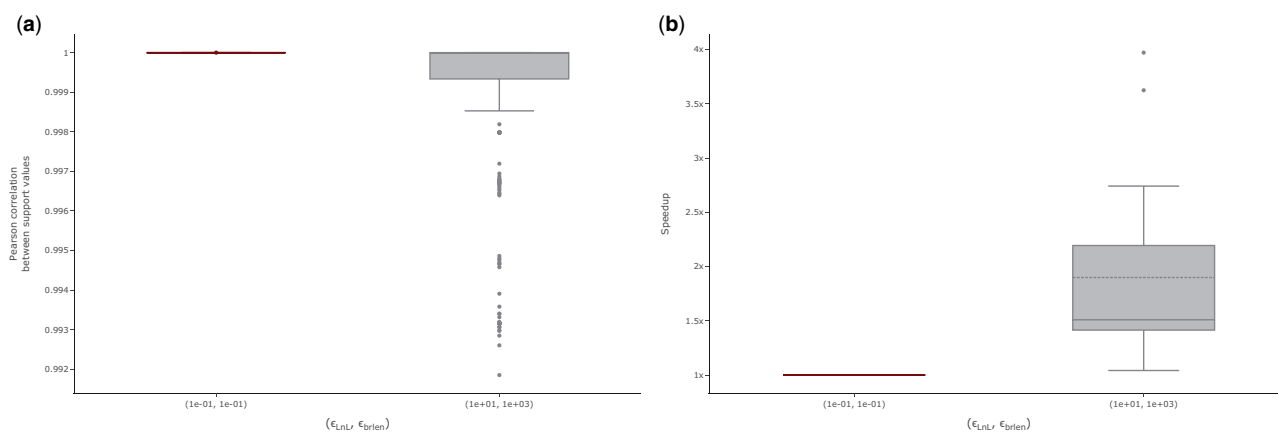 (a)
1
0.999
0.998
0.997
0.996
0.995
0.994
0.993
0.992
Pearson correlation
between support values
(1e-01, 1e-01)
(1e+01, 1e+03)
(ϵLnL, ϵbrlen)
(b)
4x
3.5x
3x
2.5x
2x
1.5x
1x
Speedup
(1e-01, 1e-01)
(1e+01, 1e+03)
(ϵLnL, ϵbrlen)